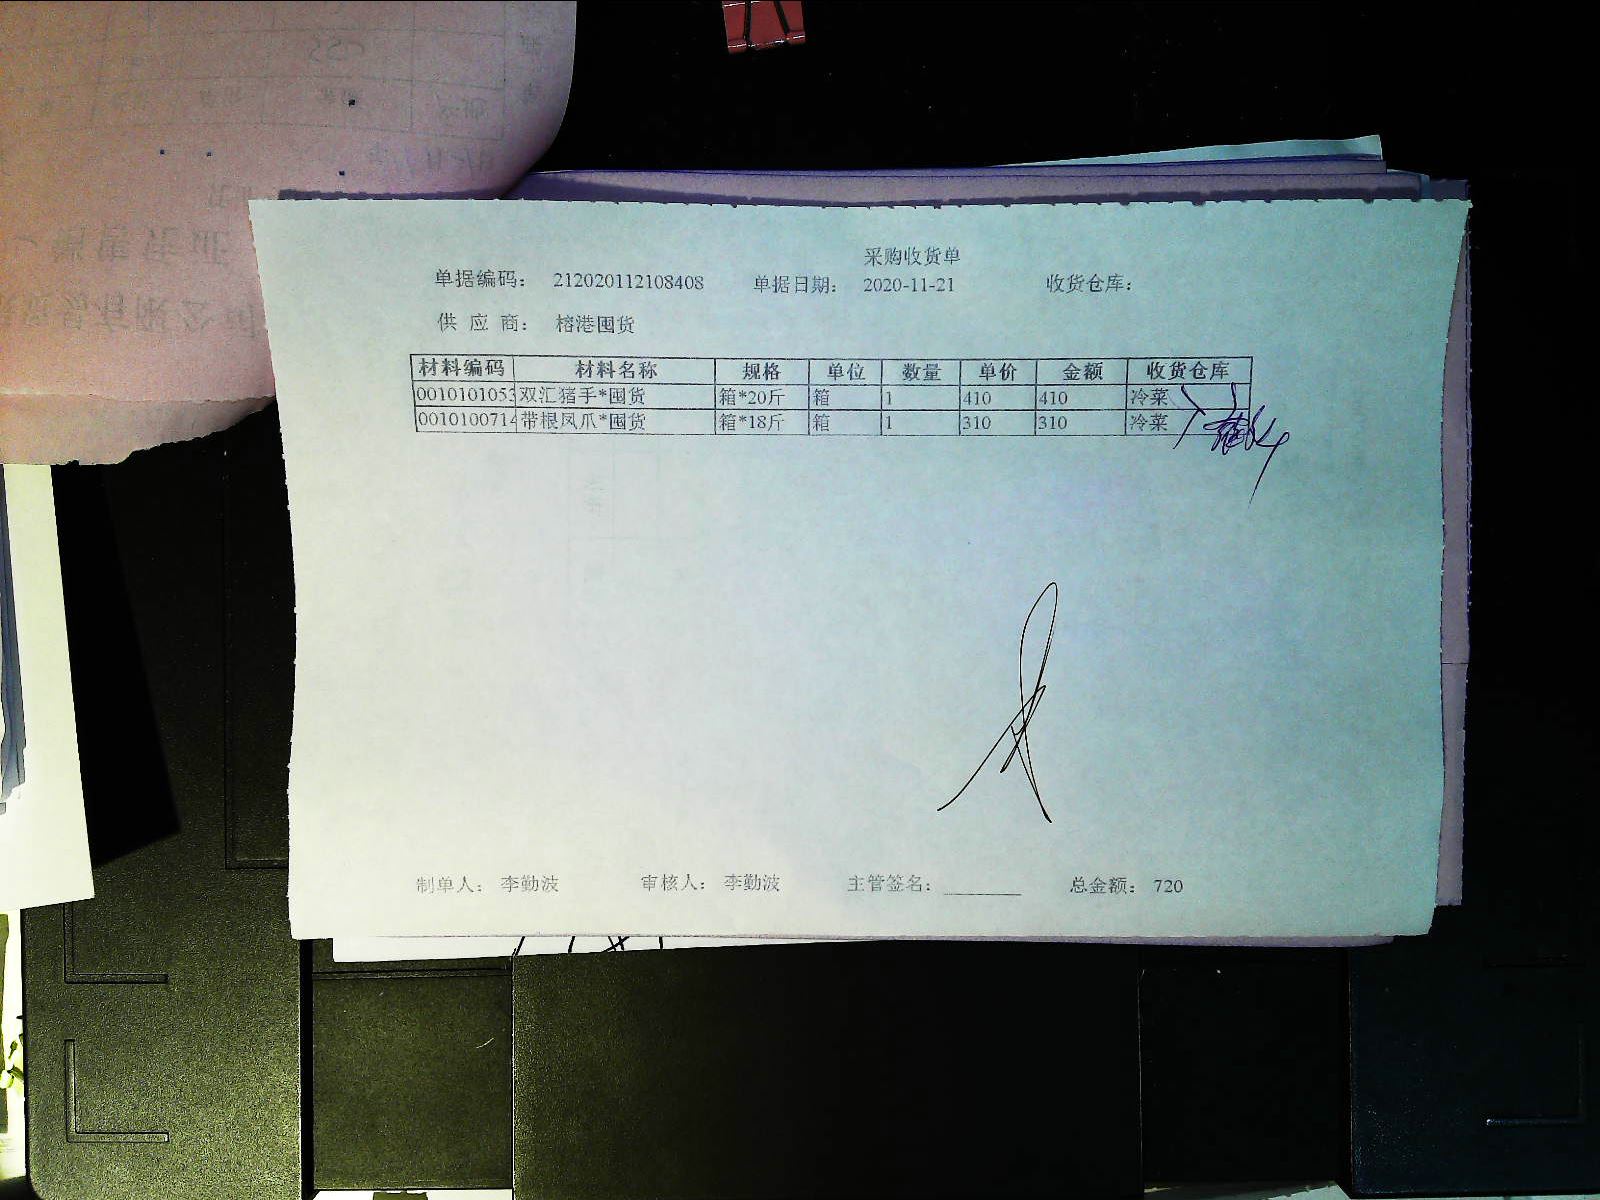 采购收货单
单据编码： 212020112108408 单据日期： 2020-11-21 收货仓库：
供 应 商： 榕港囤货
材料编码 材料名称 规格 单位 数量 单价 金额 收货仓库
0010101053 双汇猪手*囤货 箱*20斤 箱 1 410 410 冷菜
0010100714 带根凤爪*囤货 箱*18斤 箱 1 310 310 冷菜
制单人： 李勤波 审核人： 李勤波 主管签名： 总金额： 720